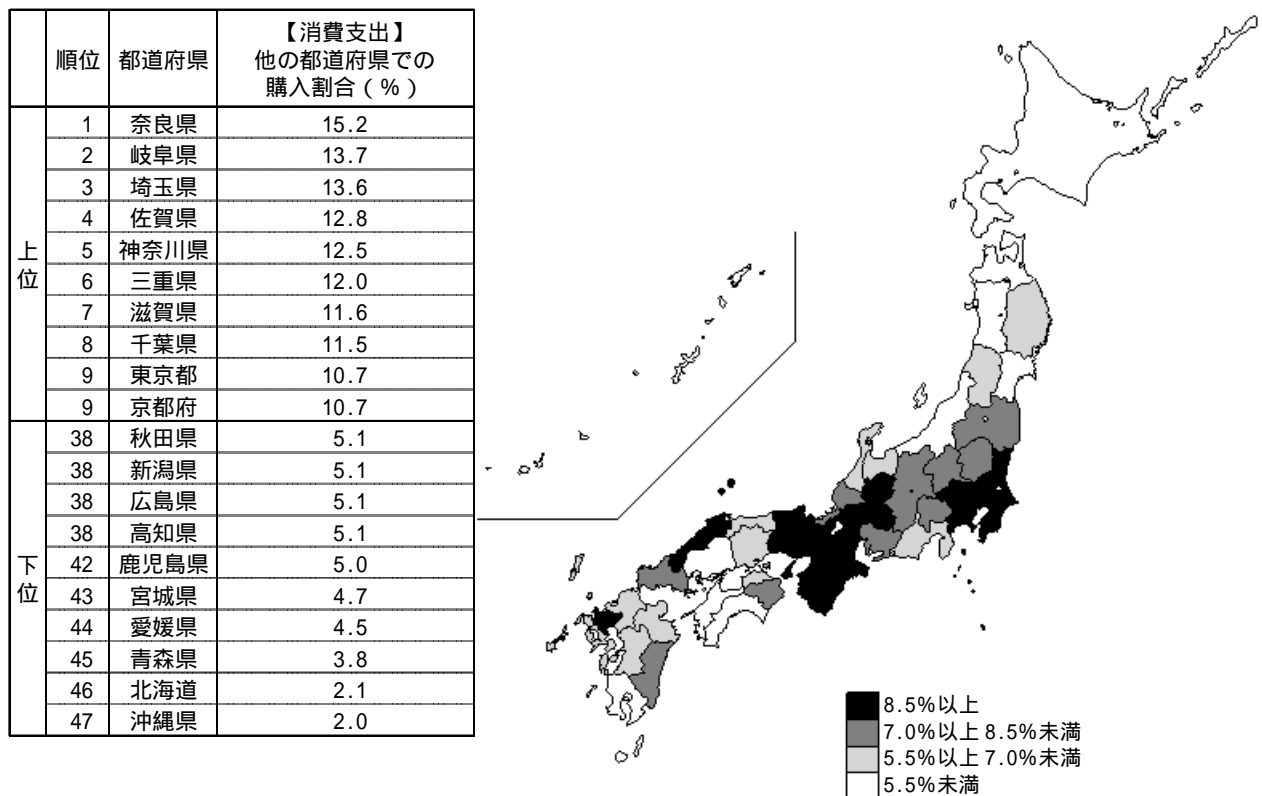 順位 都道府県 【消費支出】
他の都道府県での
購入割合(%)
上位
1 奈良県 15.2
2 岐阜県 13.7
3 埼玉県 13.6
4 佐賀県 12.8
5 神奈川県 12.5
6 三重県 12.0
7 滋賀県 11.6
8 千葉県 11.5
9 東京都 10.7
9 京都府 10.7
下位
38 秋田県 5.1
38 新潟県 5.1
38 広島県 5.1
38 高知県 5.1
42 鹿児島県 5.0
43 宮城県 4.7
44 愛媛県 4.5
45 青森県 3.8
46 北海道 2.1
47 沖縄県 2.0
8.5%以上
7.0%以上 8.5%未満
5.5%以上 7.0%未満
5.5%未満